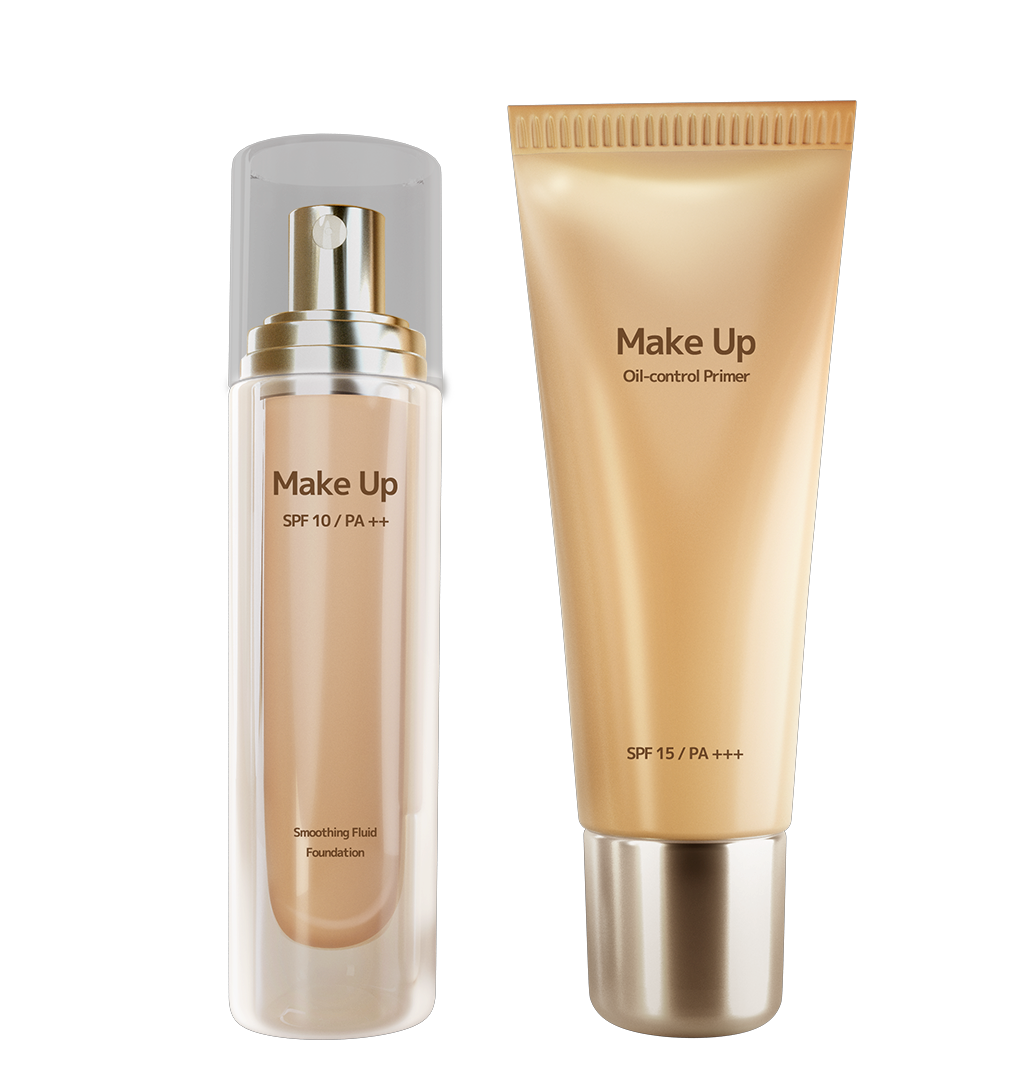 Make Up
SPF 10 / PA ++
Smoothing Fluid
Foundation
Make Up
Oil-control Primer
SPF 15 / PA +++